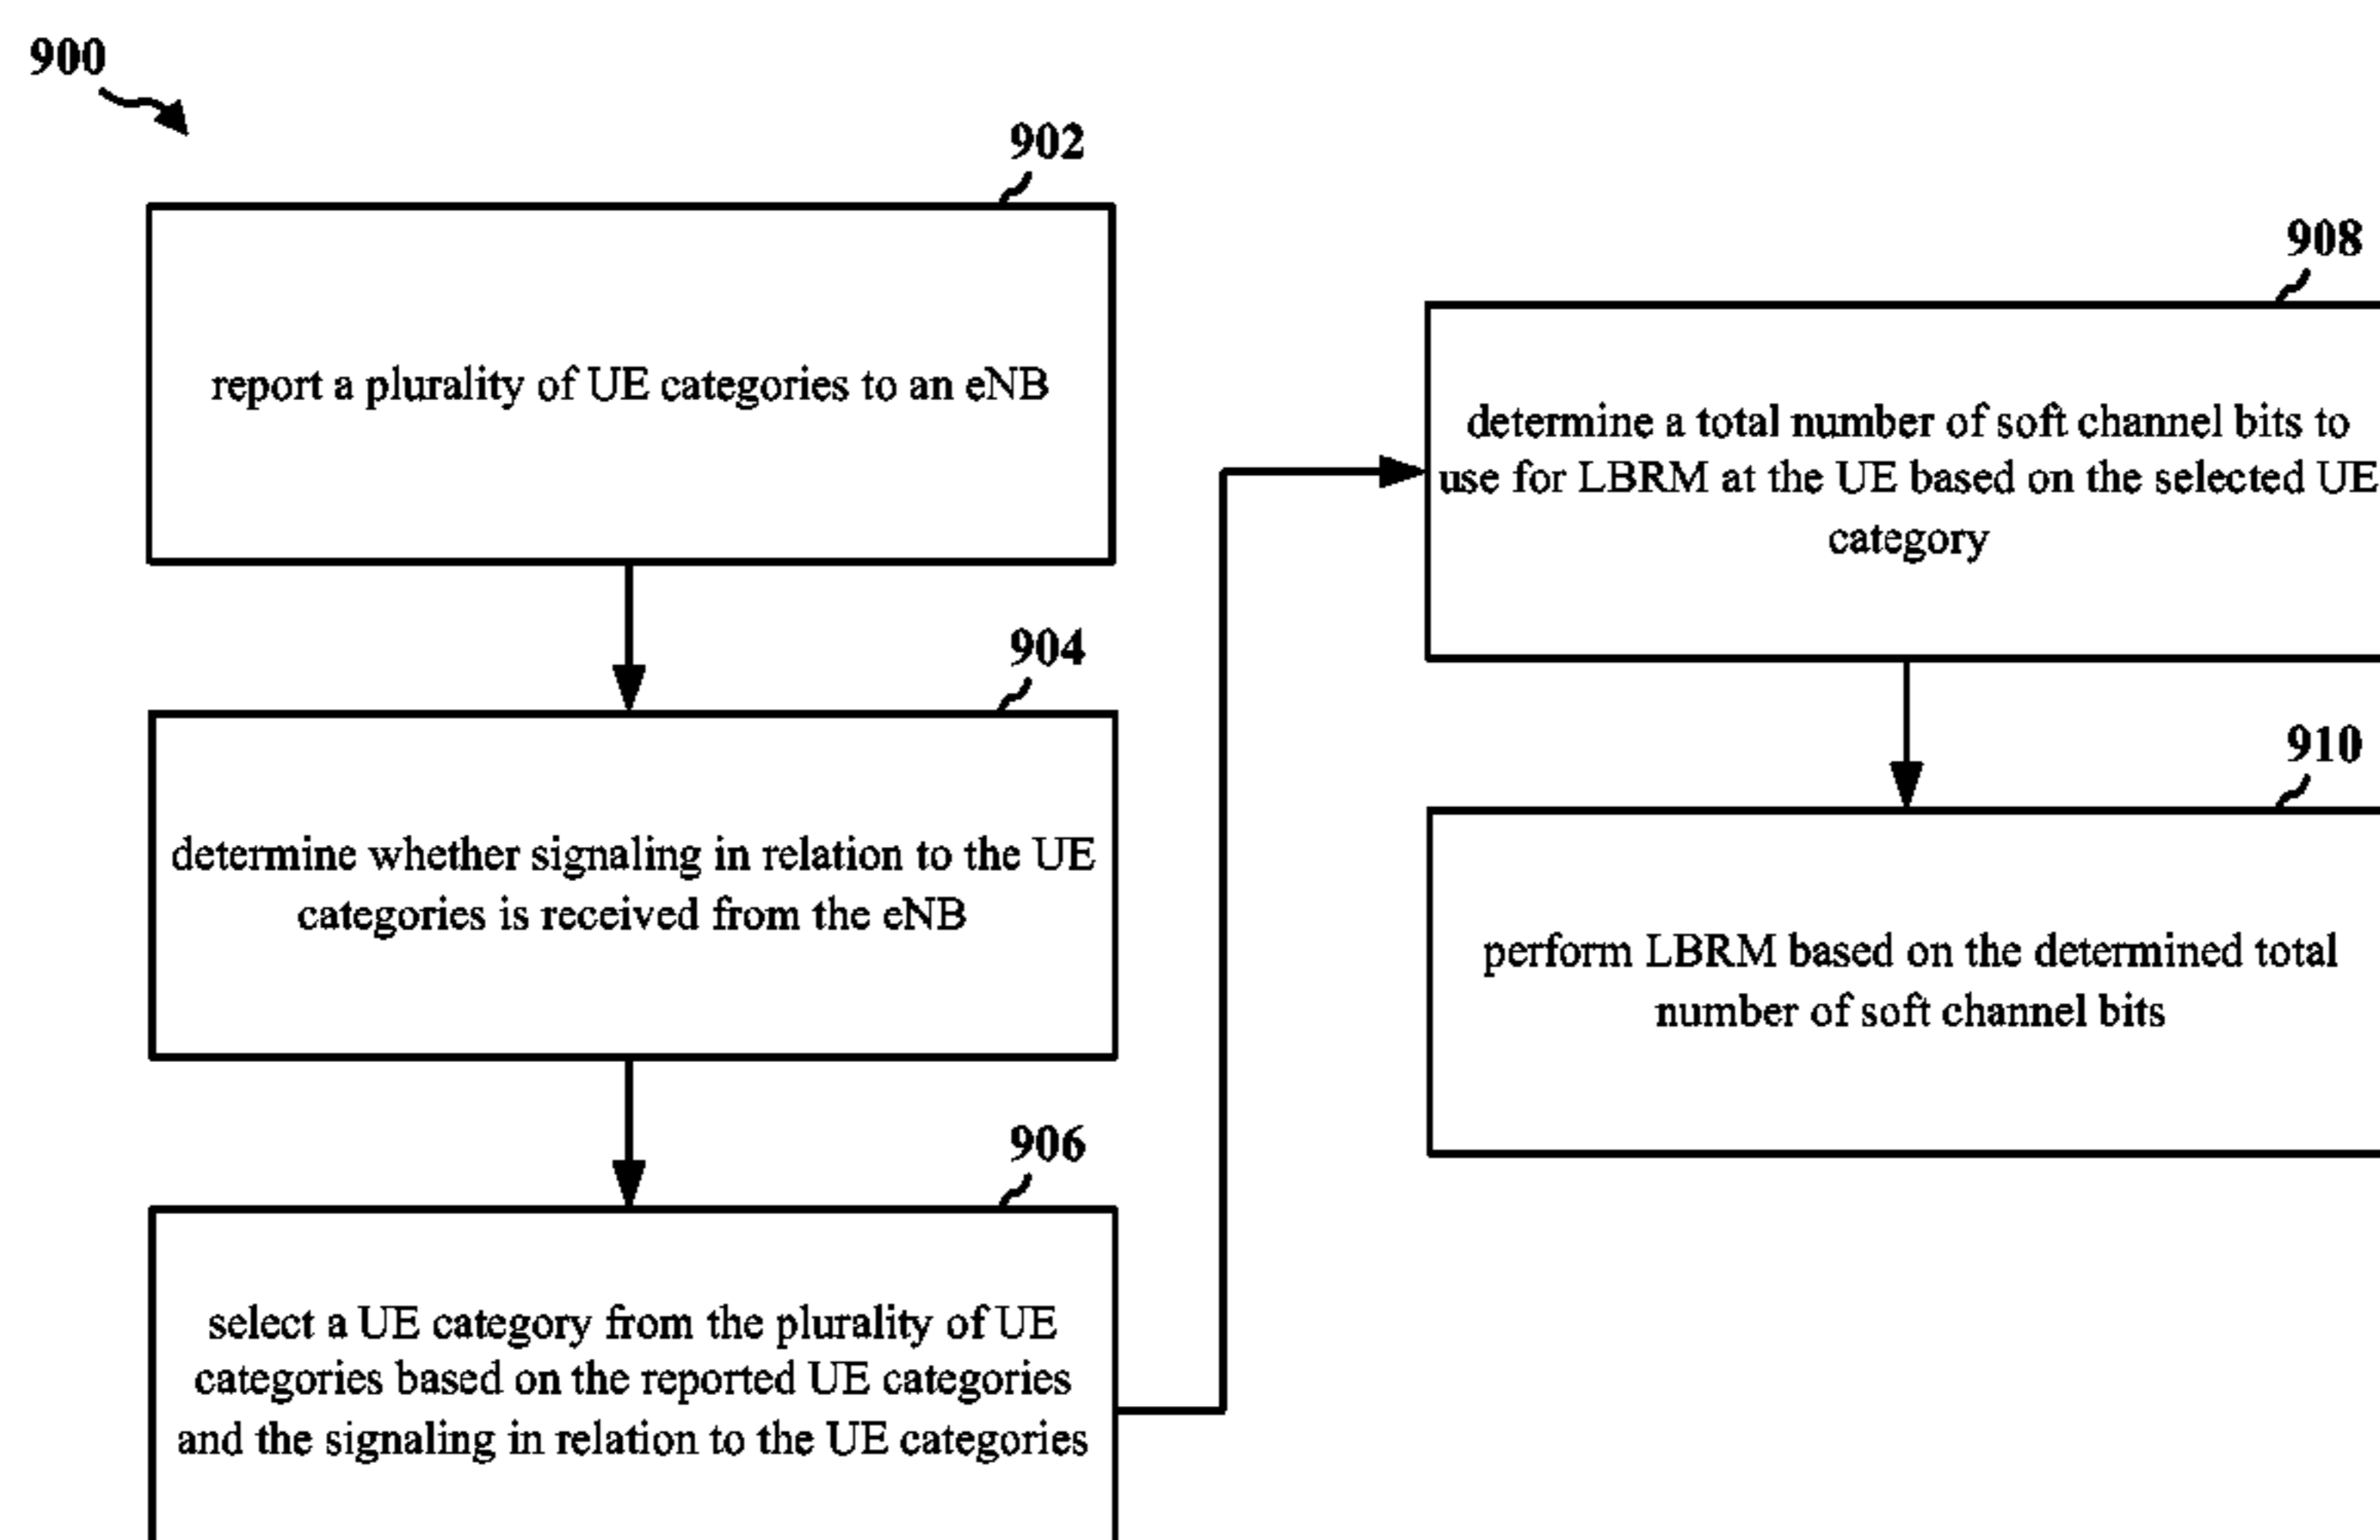 900
902
report a plurality of UE categories to an eNB
904
determine whether signaling in relation to the UE
categories is received from the eNB
906
select a UE category from the plurality of UE
categories based on the reported UE categories
and the signaling in relation to the UE categories
908
determine a total number of soft channel bits to
use for LBRM at the UE based on the selected UE
category
910
perform LBRM based on the determined total
number of soft channel bits